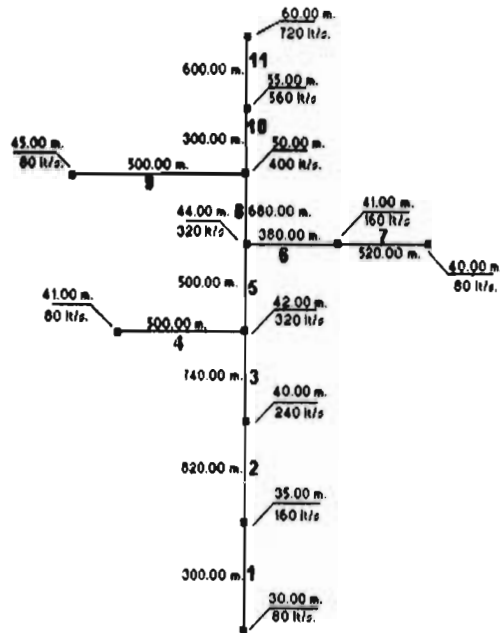 60.00 m.
720 lt/s
11
600.00 m.
55.00 m.
560 lt/s
10
300.00 m.
50.00 m.
400 lt/s
45.00 m.
80 lt/s
500.00 m.
9
8
680.00 m.
44.00 m.
320 lt/s
380.00 m.
6
41.00 m.
160 lt/s
7
520.00 m.
40.00 m.
80 lt/s.
500.00 m.
5
41.00 m.
80 lt/s.
500.00 m.
4
42.00 m.
320 lt/s
740.00 m.
3
40.00 m.
240 lt/s
820.00 m.
2
35.00 m.
160 lt/s
300.00 m.
1
30.00 m.
80 lt/s